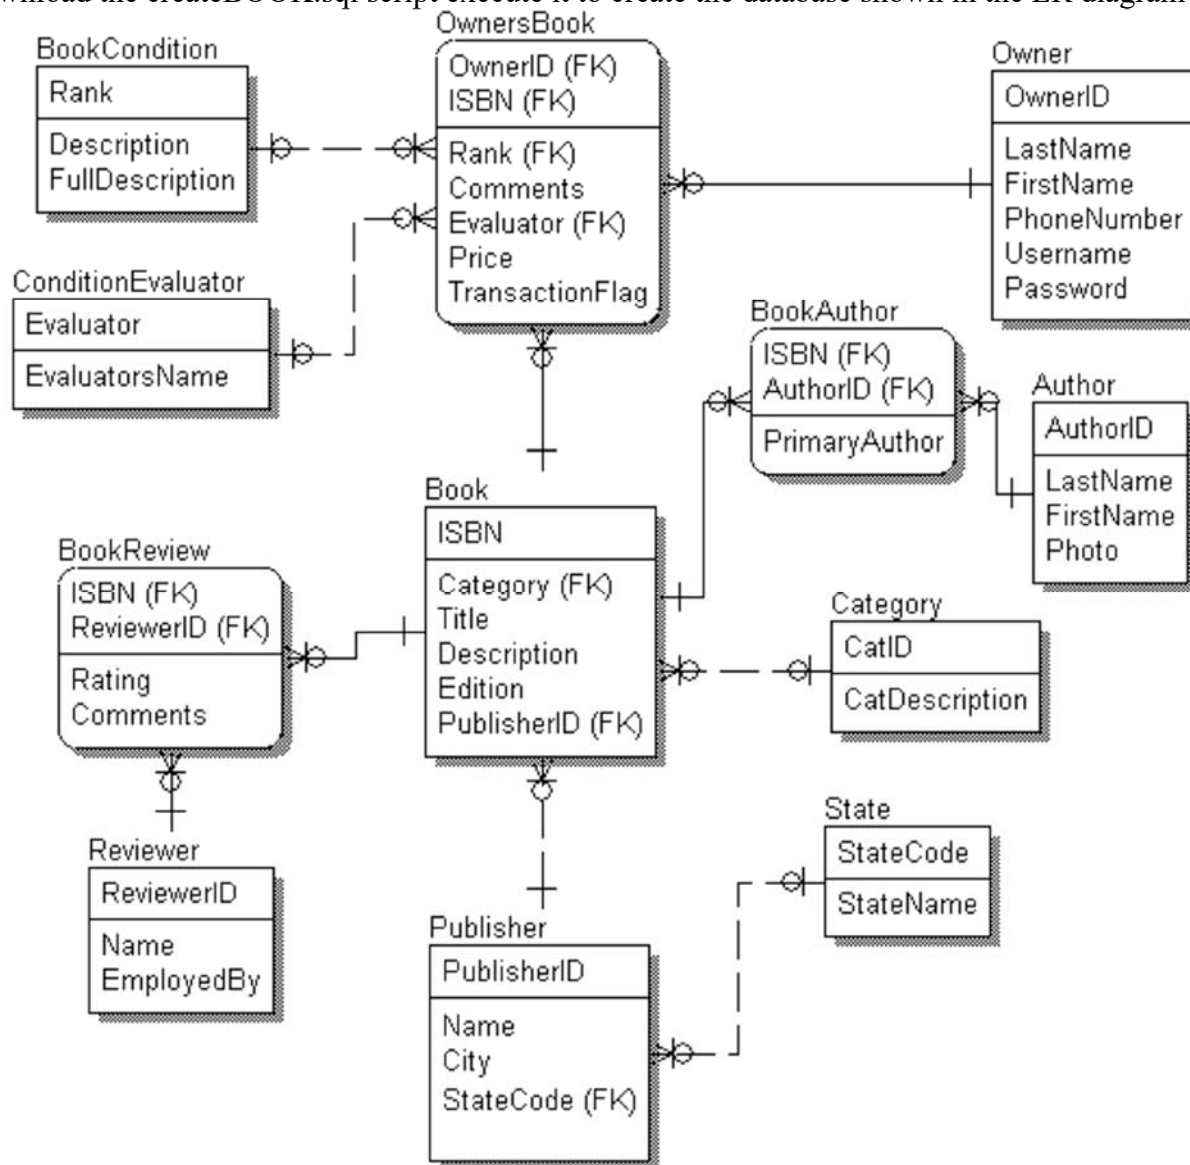 wnload the createBOOK.sql script execute it to create the database shown in the ER diagram
OwnersBook
OwnerID (FK)
ISBN (FK)
Rank (FK)
Comments
Evaluator (FK)
Price
TransactionFlag
BookCondition
Rank
Description
FullDescription
Owner
OwnerID
LastName
FirstName
PhoneNumber
Username
Password
ConditionEvaluator
Evaluator
EvaluatorsName
BookAuthor
ISBN (FK)
AuthorID (FK)
PrimaryAuthor
Author
AuthorID
LastName
FirstName
Photo
Book
ISBN
Category (FK)
Title
Description
Edition
PublisherID (FK)
BookReview
ISBN (FK)
ReviewerID (FK)
Rating
Comments
Category
CatID
CatDescription
Reviewer
ReviewerID
Name
EmployedBy
State
StateCode
StateName
Publisher
PublisherID
Name
City
StateCode (FK)